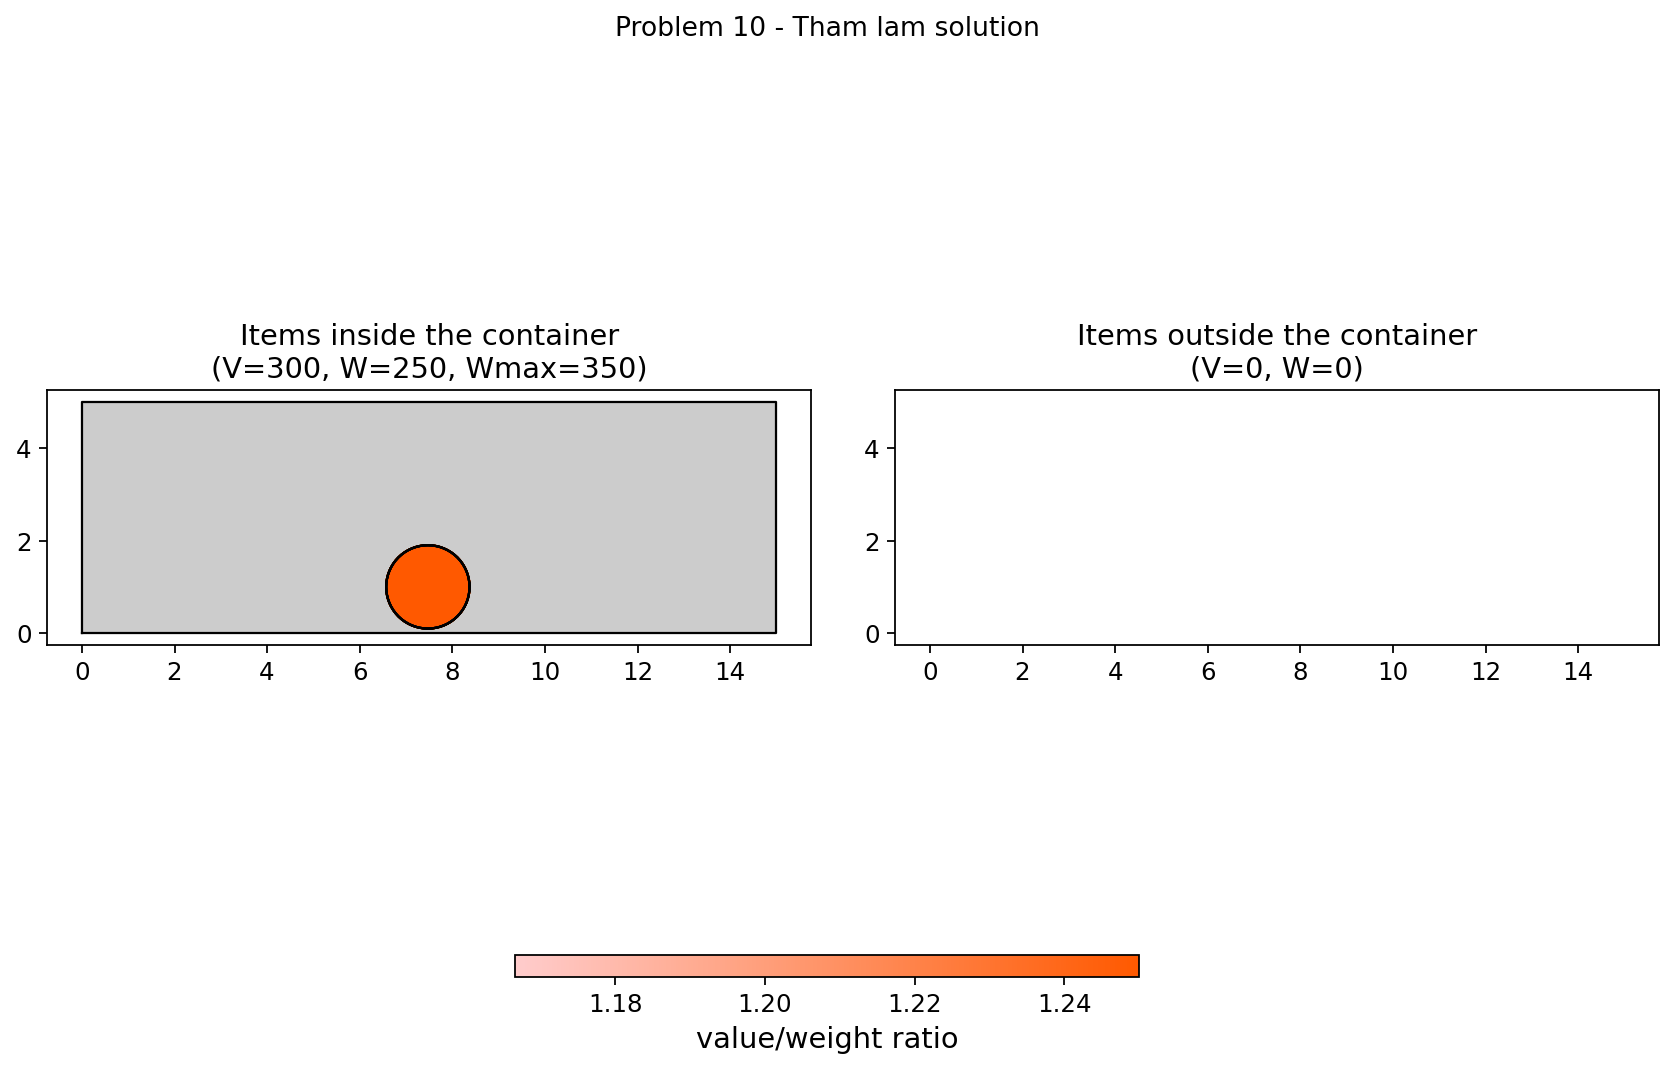 Problem 10 - Tham lam solution
Items inside the container
(V=300, W=250, Wmax=350)
4
2
0
0 2 4 6 8 10 12 14
Items outside the container
(V=0, W=0)
4
2
0
0 2 4 6 8 10 12 14
1.18 1.20 1.22 1.24
value/weight ratio